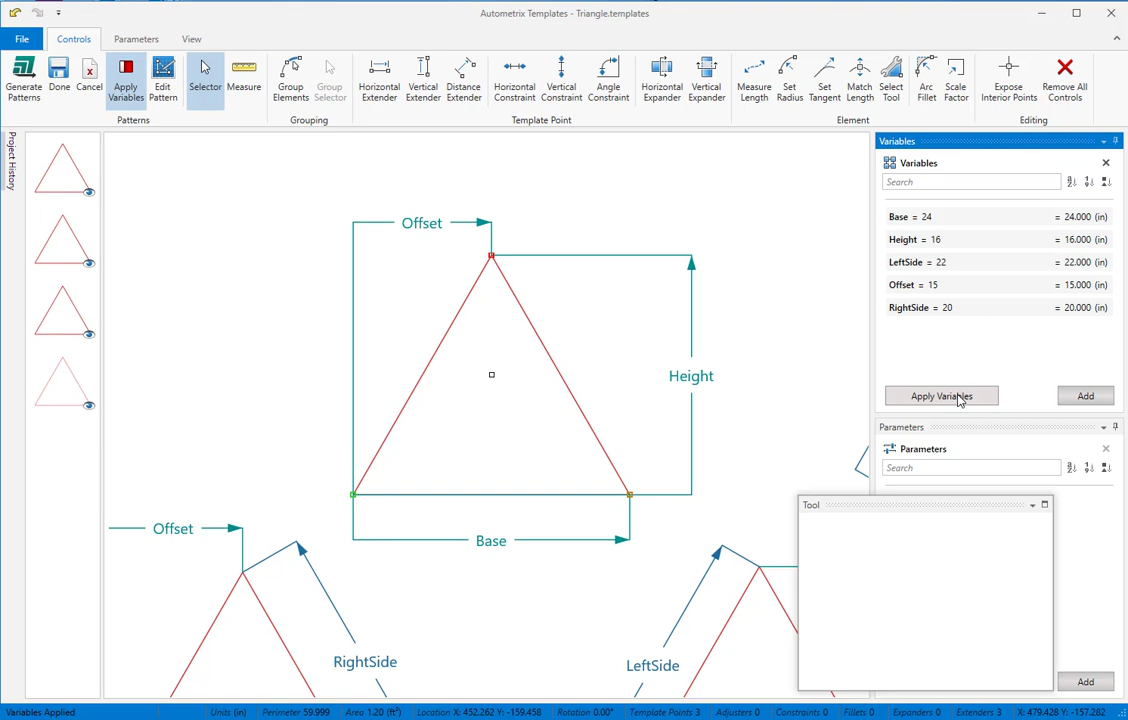 Autometrix Templates - Triangle.templates
File Controls Parameters View
Generate Patterns
Done
Cancel
Apply Variables
Edit Pattern
Selector
Measure
Group Elements
Group Selector
Horizontal Extender
Vertical Extender
Distance Extender
Horizontal Constraint
Vertical Constraint
Angle Constraint
Horizontal Expander
Vertical Expander
Measure Length
Set Radius
Set Tangent
Match Length
Select Tool
Arc Fillet
Scale Factor
Expose Interior Points
Remove All Controls
Patterns Grouping Template Point Element Editing
Project History
Offset
Height
Base
Offset
RightSide
LeftSide
Variables
Variables
Search
Base = 24 = 24.000 (in)
Height = 16 = 16.000 (in)
LeftSide = 22 = 22.000 (in)
Offset = 15 = 15.000 (in)
RightSide = 20 = 20.000 (in)
Apply Variables Add
Parameters
Parameters
Search
Tool
Add
Variables Applied Units (in) Perimeter 59.999 Area 1.20 (ft²) Location X: 452.262 Y: -159.458 Rotation 0.00° Template Points 3 Adjusters 0 Constraints 0 Fillets 0 Expanders 0 Extenders 3 X: 479.428 Y: -157.282